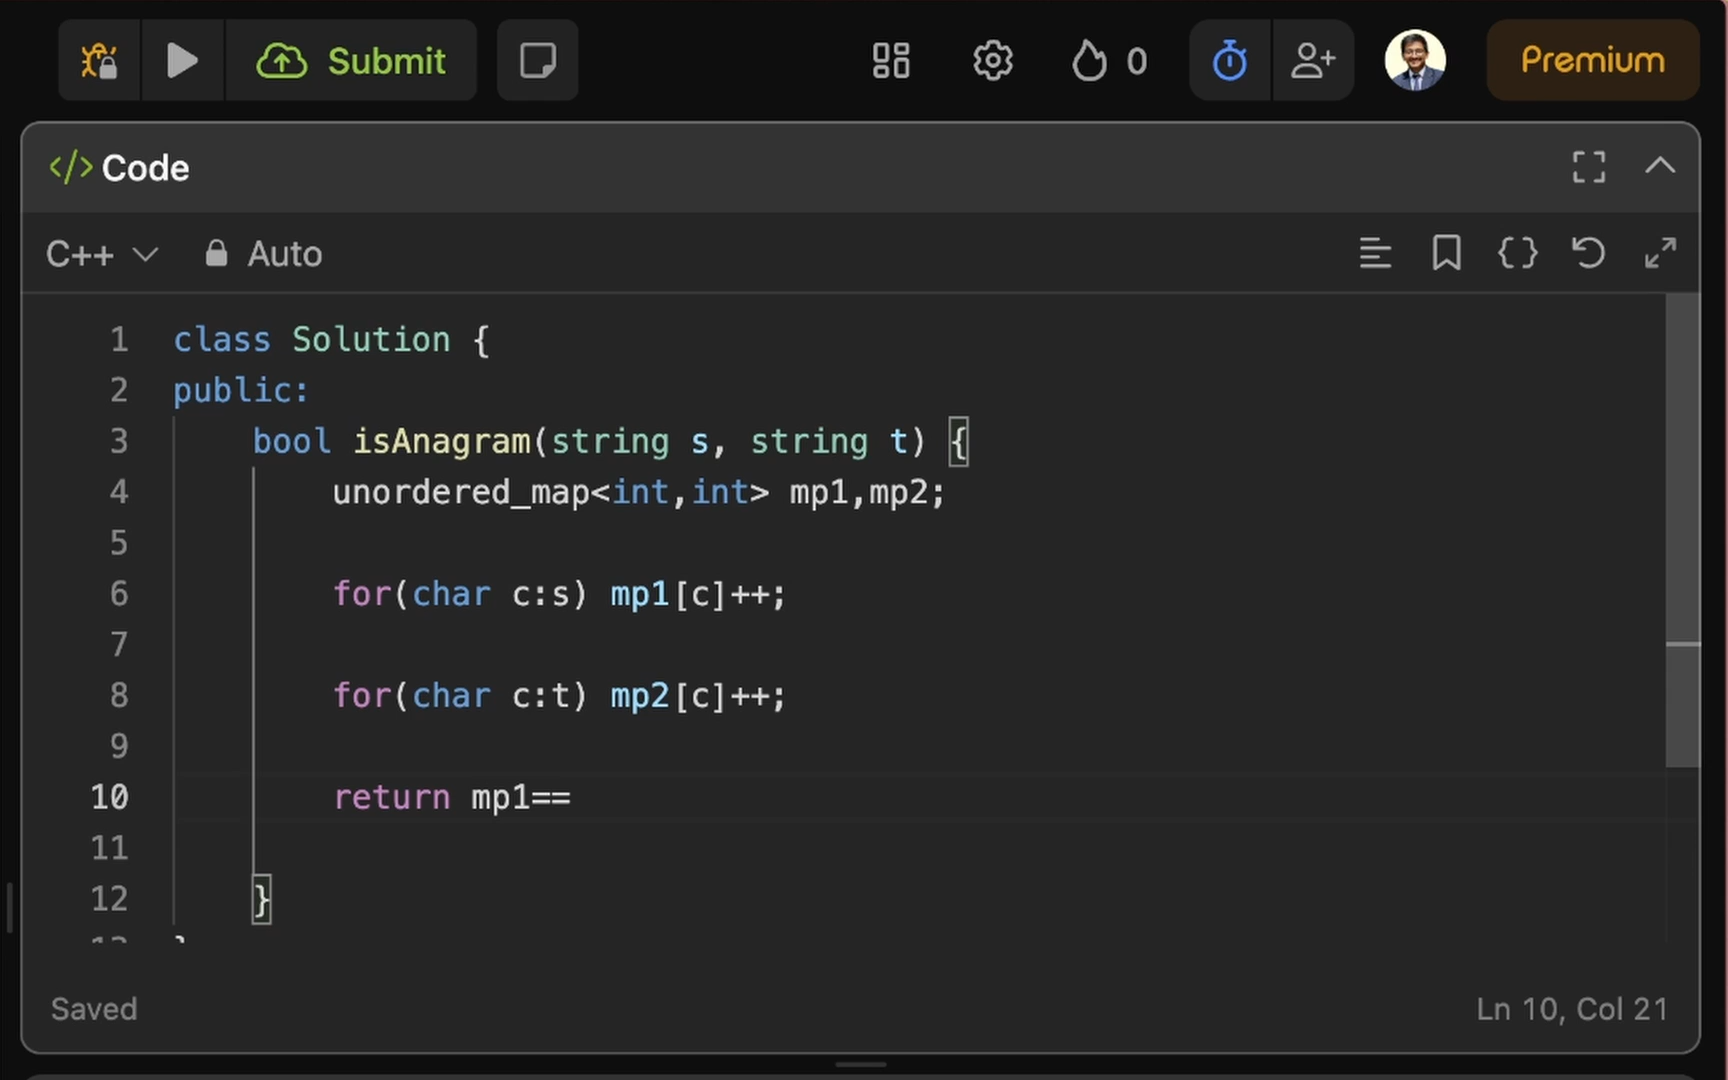 Submit 0 Premium
</> Code
C++ Auto
1 class Solution {
2 public:
3 bool isAnagram(string s, string t) {
4 unordered_map<int,int> mp1,mp2;
5
6 for(char c:s) mp1[c]++;
7
8 for(char c:t) mp2[c]++;
9
10 return mp1==
11
12 }
Saved Ln 10, Col 21